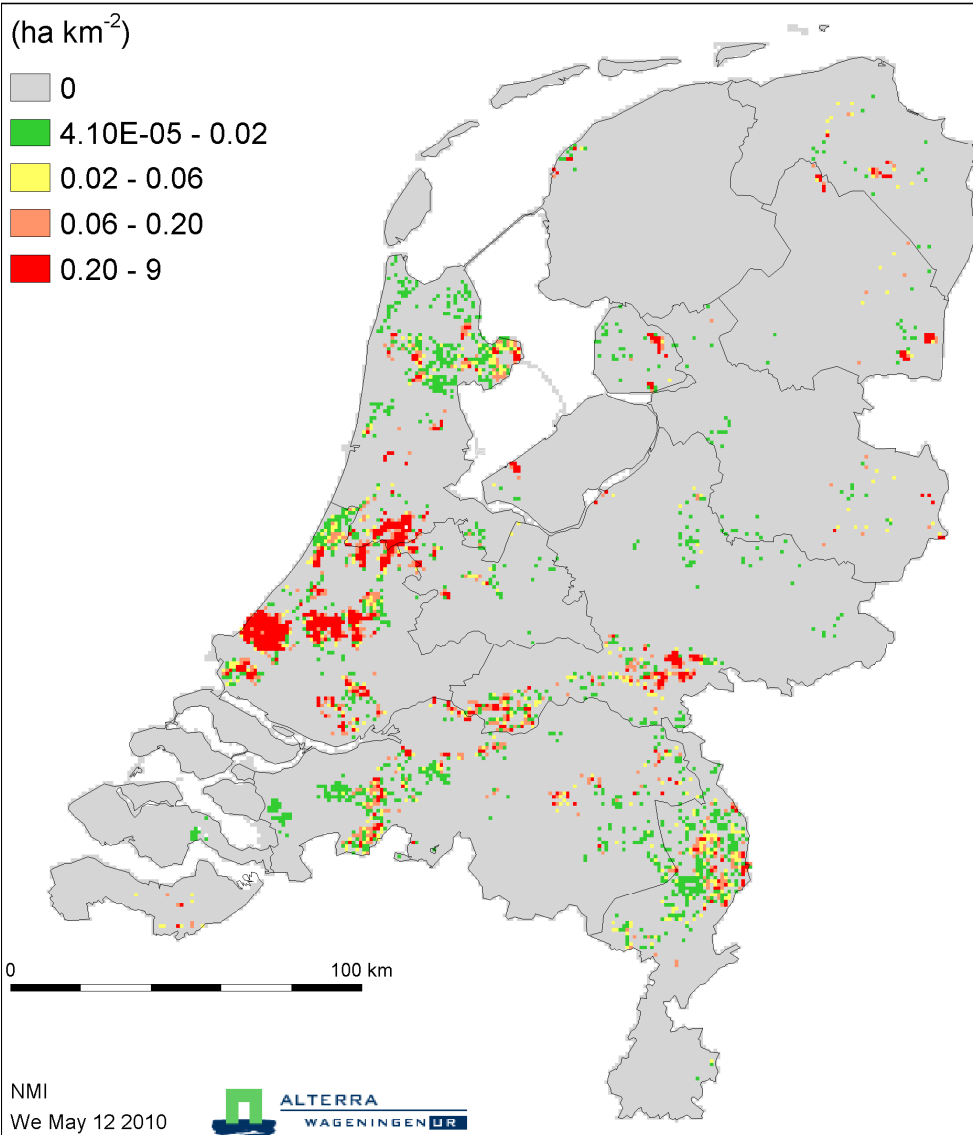 (ha km-2)
0
4.10E-05 - 0.02
0.02 - 0.06
0.06 - 0.20
0.20 - 9
0 100 km
NMI
We May 12 2010
ALTERRA
WAGENINGEN UR